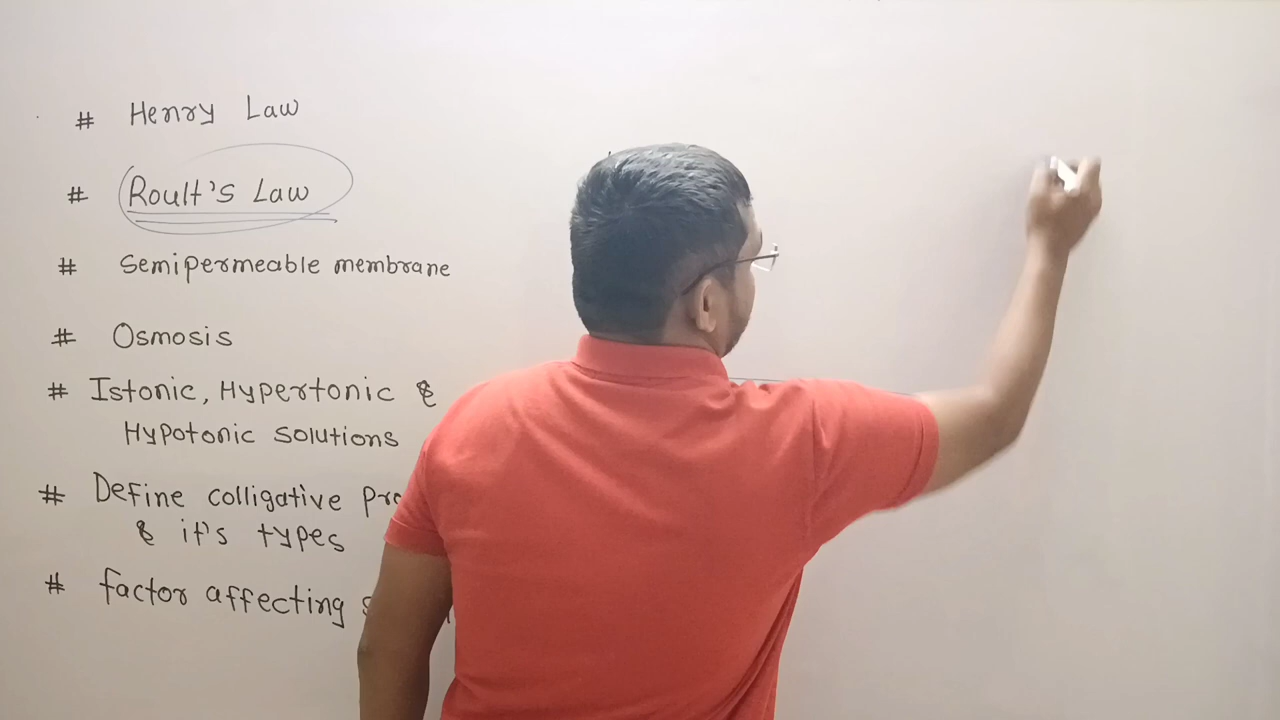 # Henry Law
# Roult's Law
# Semipermeable membrane
# Osmosis
# Istonic, Hypertonic &
Hypotonic solutions
# Define colligative
& it's types
# factor affecting